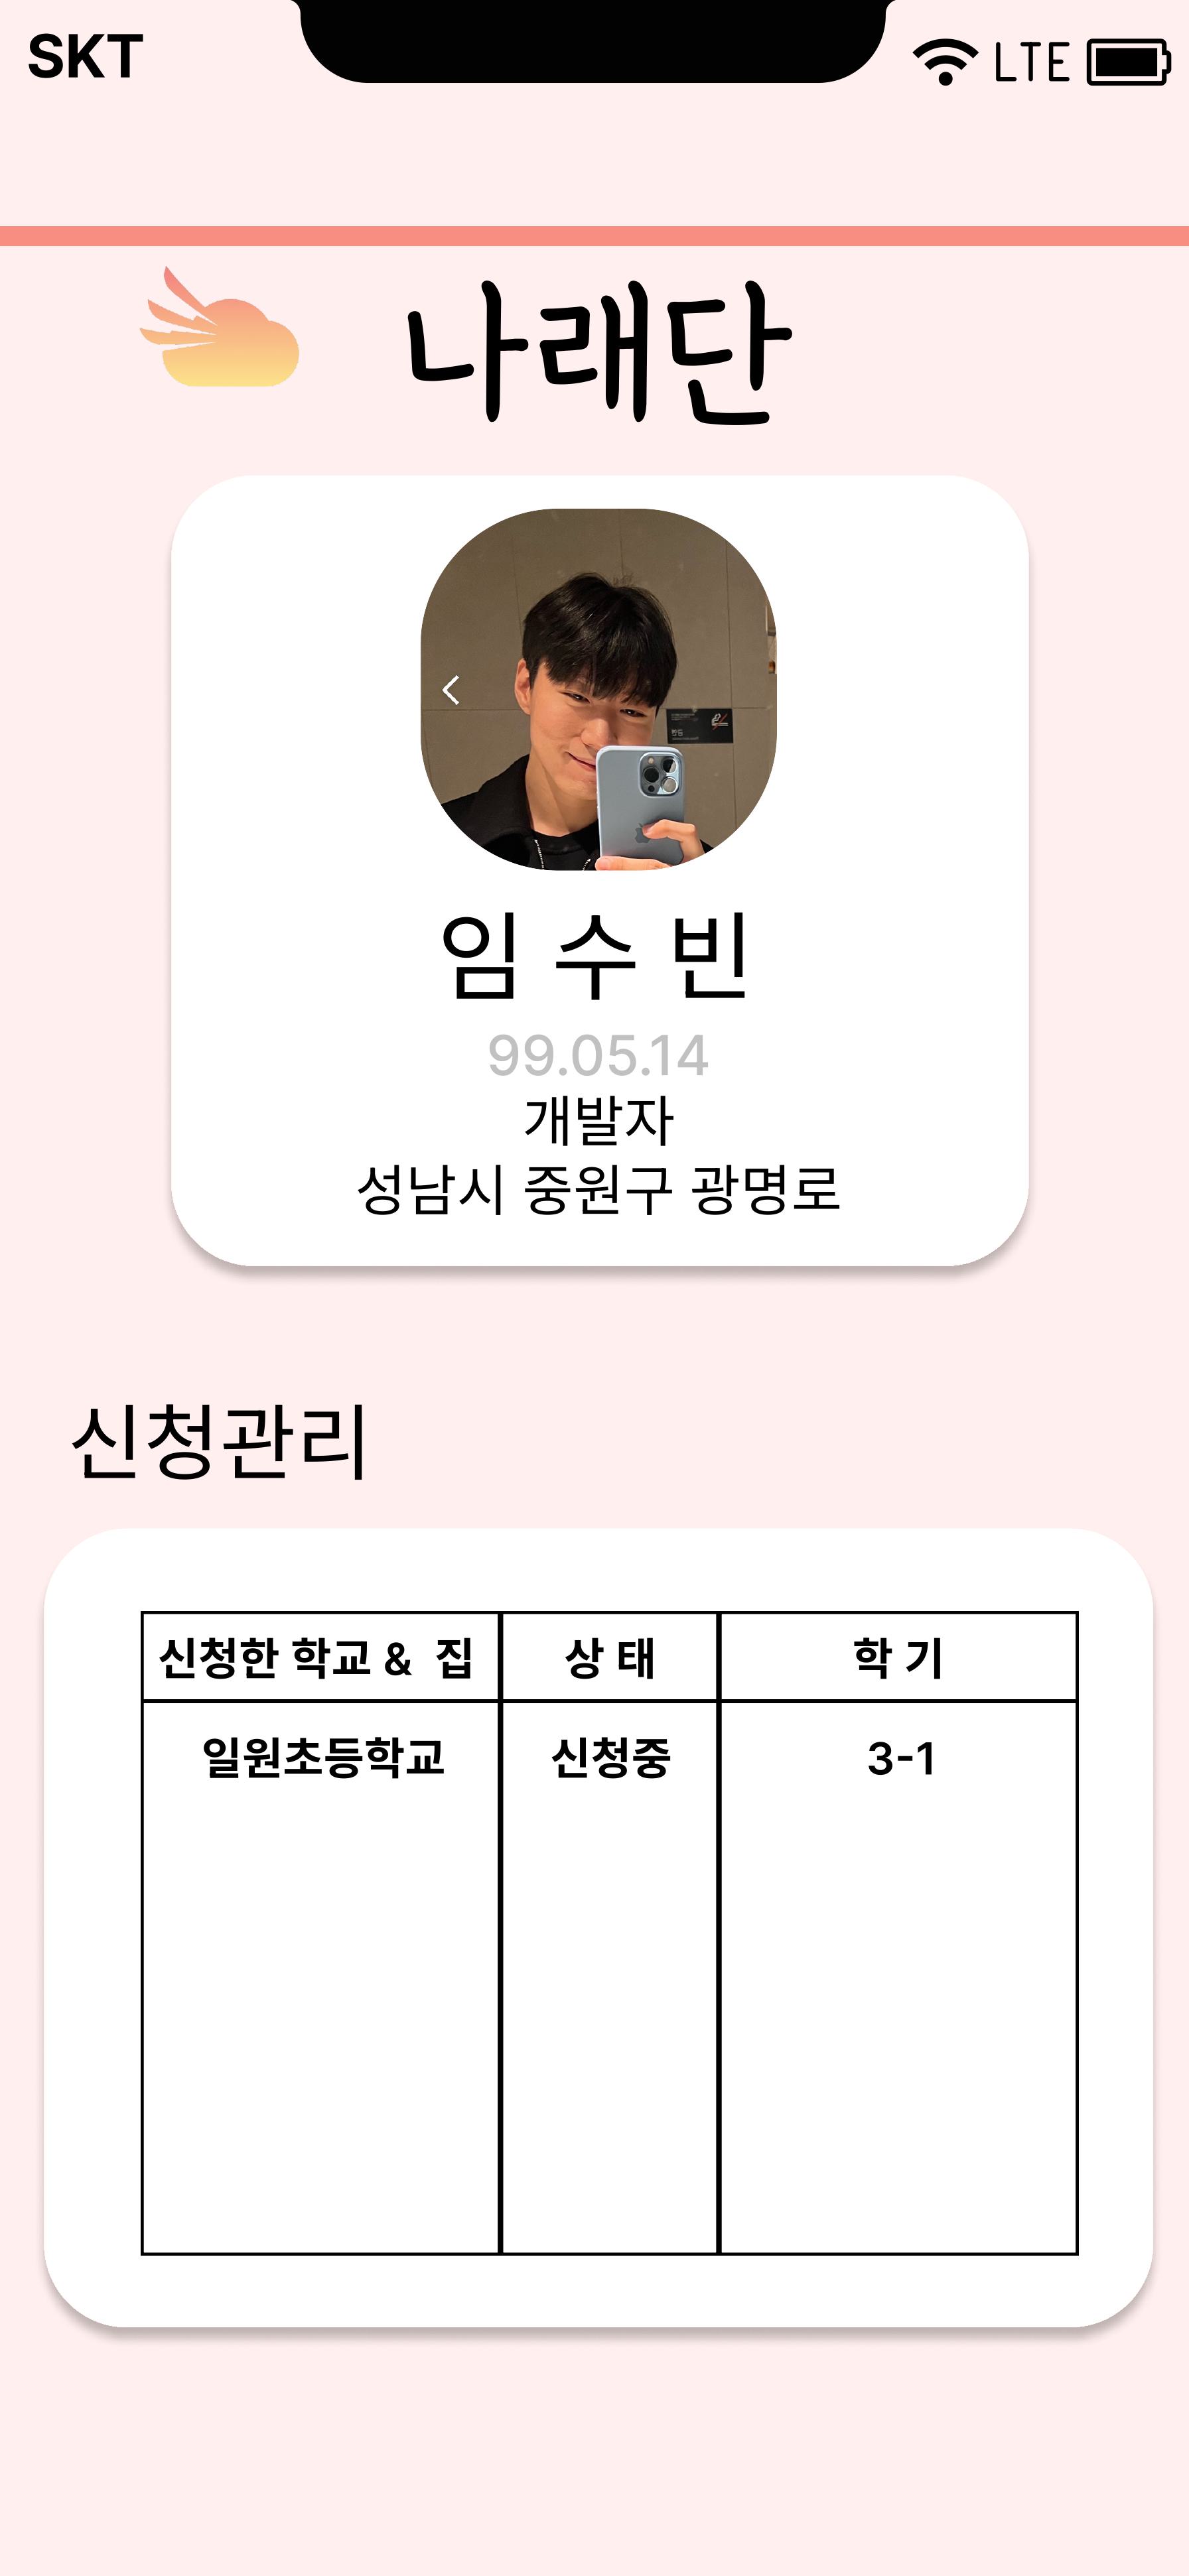 SKT LTE
나래단
임 수 빈
99.05.14
개발자
성남시 중원구 광명로
신청관리
신청한 학교 & 집 상 태 학 기
일원초등학교 신청중 3-1